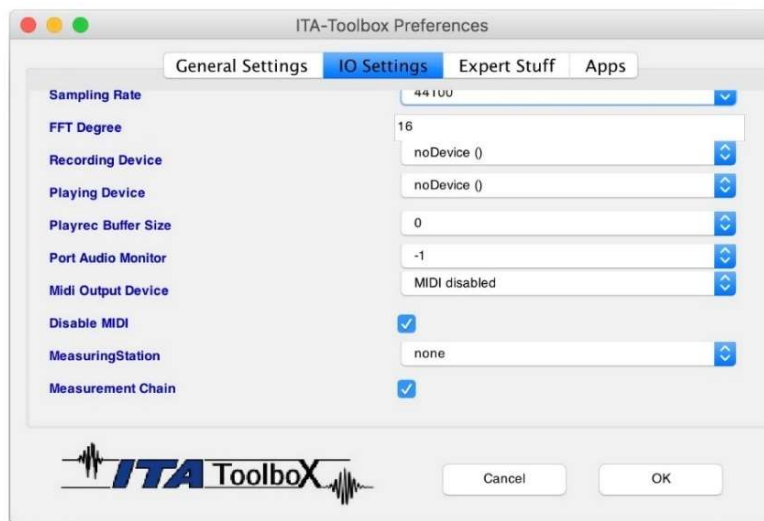 ITA-Toolbox Preferences
General Settings IO Settings Expert Stuff Apps
Sampling Rate 44100
FFT Degree 16
Recording Device noDevice ()
Playing Device noDevice ()
Playrec Buffer Size 0
Port Audio Monitor -1
Midi Output Device MIDI disabled
Disable MIDI
MeasuringStation none
Measurement Chain
ITA ToolboX Cancel OK